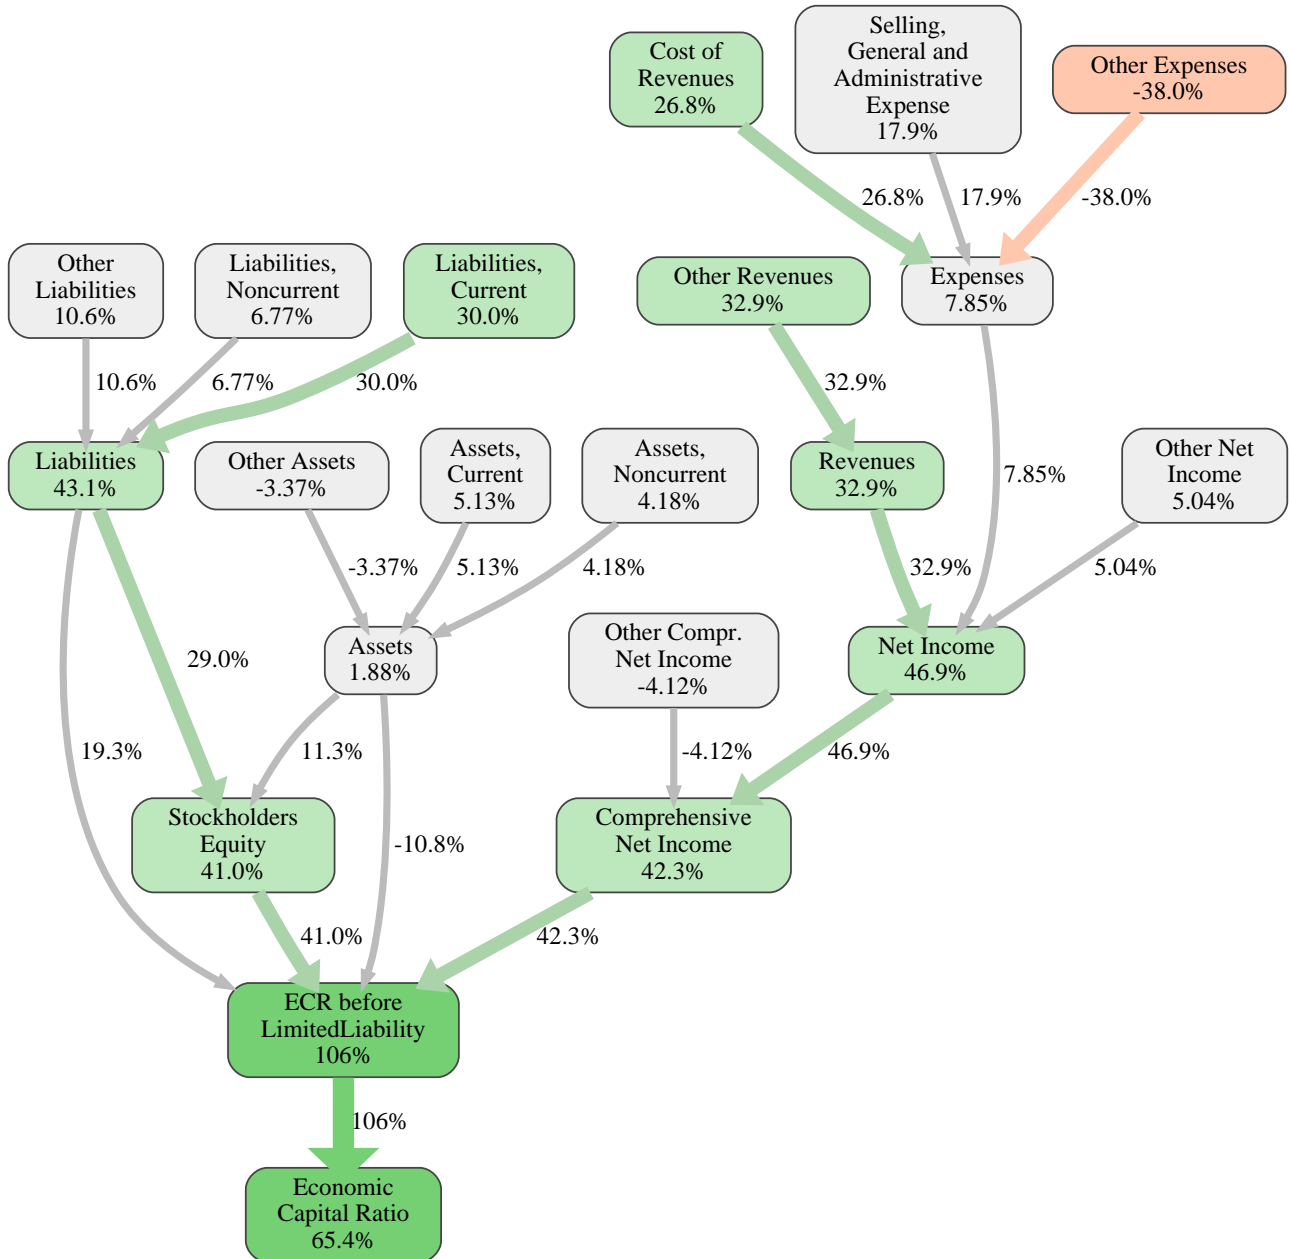 Cost of
Revenues
26.8%
Selling,
General and
Administrative
Expense
17.9%
Other Expenses
-38.0%
26.8%
17.9%
-38.0%
Other
Liabilities
10.6%
Liabilities,
Noncurrent
6.77%
Liabilities,
Current
30.0%
Other Revenues
32.9%
Expenses
7.85%
10.6%
6.77%
30.0%
32.9%
7.85%
Liabilities
43.1%
Other Assets
-3.37%
Assets,
Current
5.13%
Assets,
Noncurrent
4.18%
Revenues
32.9%
Other Net
Income
5.04%
-3.37%
5.13%
4.18%
32.9%
5.04%
29.0%
Assets
1.88%
Other Compr.
Net Income
-4.12%
Net Income
46.9%
19.3%
11.3%
-4.12%
46.9%
Stockholders
Equity
41.0%
-10.8%
Comprehensive
Net Income
42.3%
41.0%
42.3%
ECR before
LimitedLiability
106%
106%
Economic
Capital Ratio
65.4%